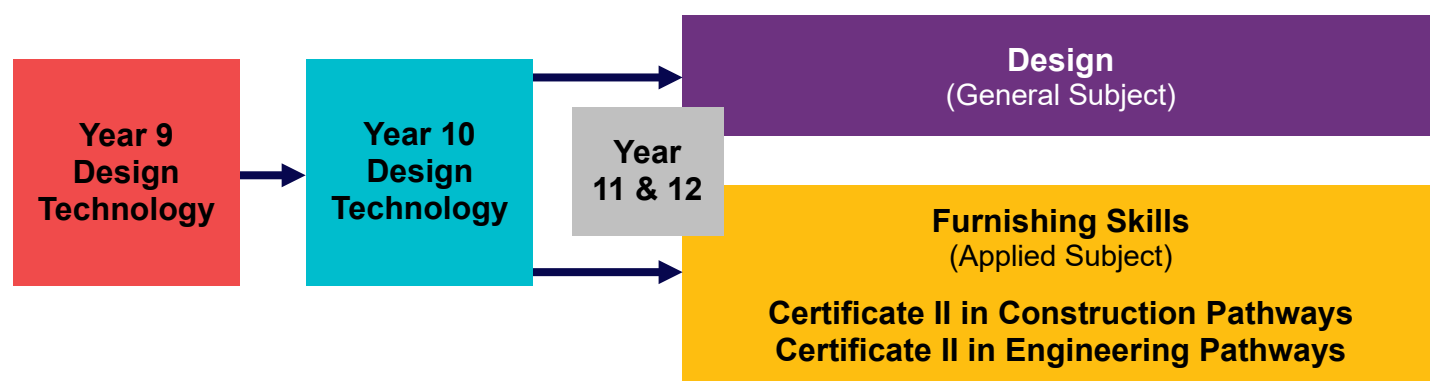 Year 9
Design
Technology
Year 10
Design
Technology
Year
11 & 12
Design
(General Subject)
Furnishing Skills
(Applied Subject)
Certificate II in Construction Pathways
Certificate II in Engineering Pathways